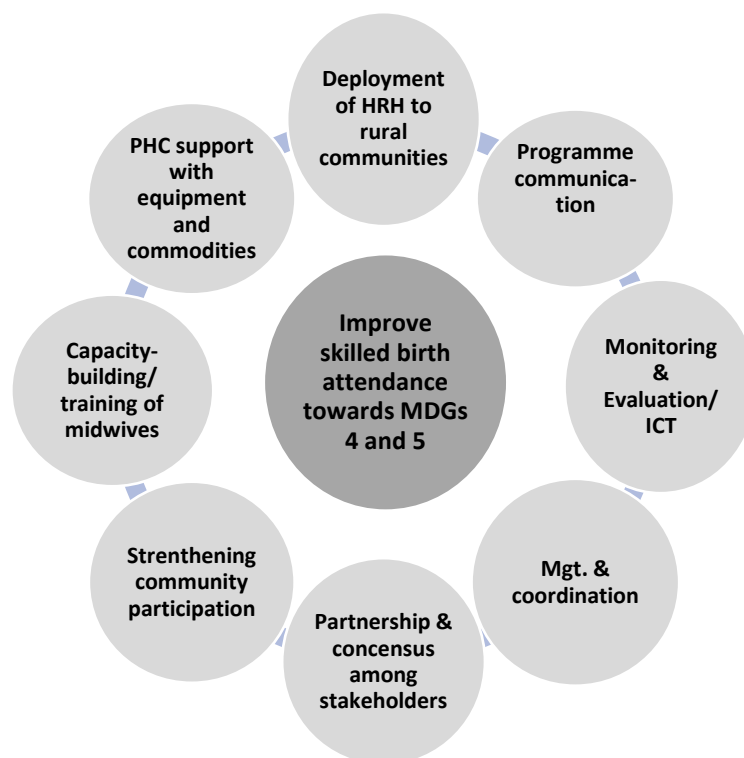 Deployment
of HRH to
rural
communities
Programme
communica-
tion
Monitoring
&
Evaluation/
ICT
Mgt. &
coordination
Partnership &
concensus
among
stakeholders
Strenthening
community
participation
Capacity-
building/
training of
midwives
PHC support
with
equipment
and
commodities
Improve
skilled birth
attendance
towards MDGs
4 and 5